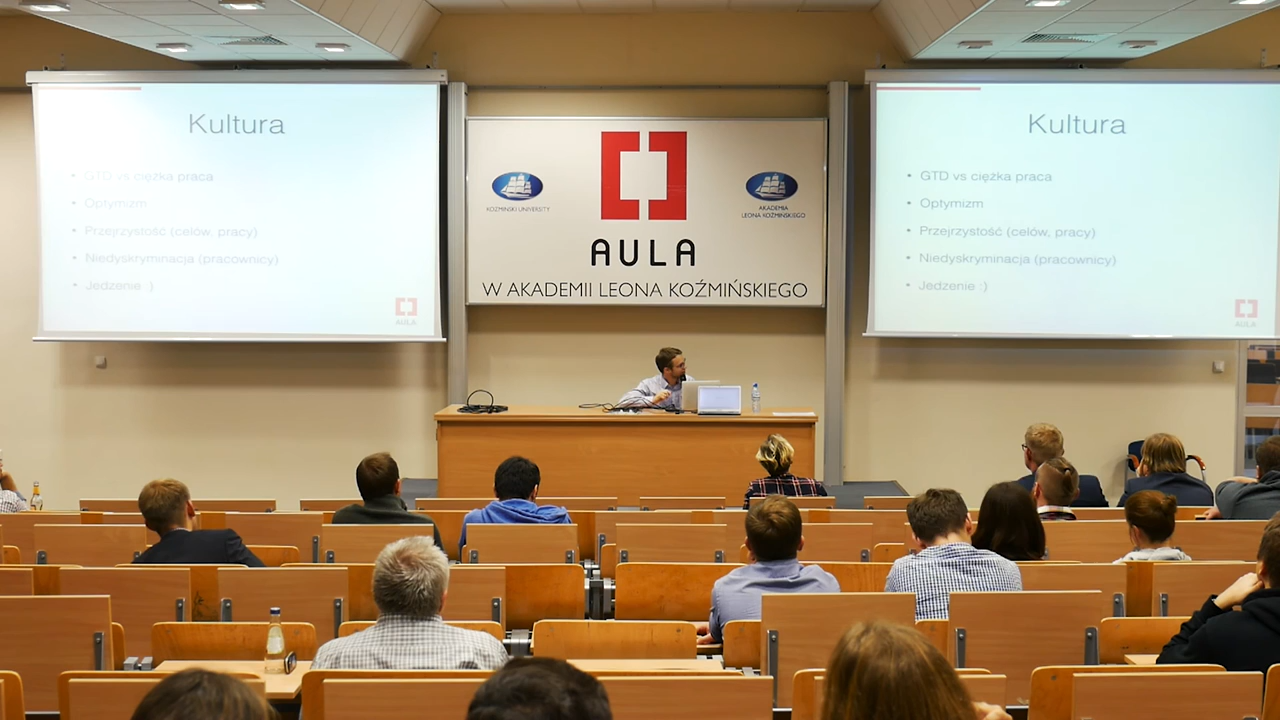 Kultura
• GTD vs ciężka praca
• Optymizm
• Przejrzystość (celów, pracy)
• Niedyskryminacja (pracownicy)
• Jedzenie :)
AULA
KOZMINSKI UNIVERSITY
AKADEMIA
LEONA KOŹMIŃSKIEGO
AULA
W AKADEMII LEONA KOŹMIŃSKIEGO
Kultura
• GTD vs ciężka praca
• Optymizm
• Przejrzystość (celów, pracy)
• Niedyskryminacja (pracownicy)
• Jedzenie :)
AULA